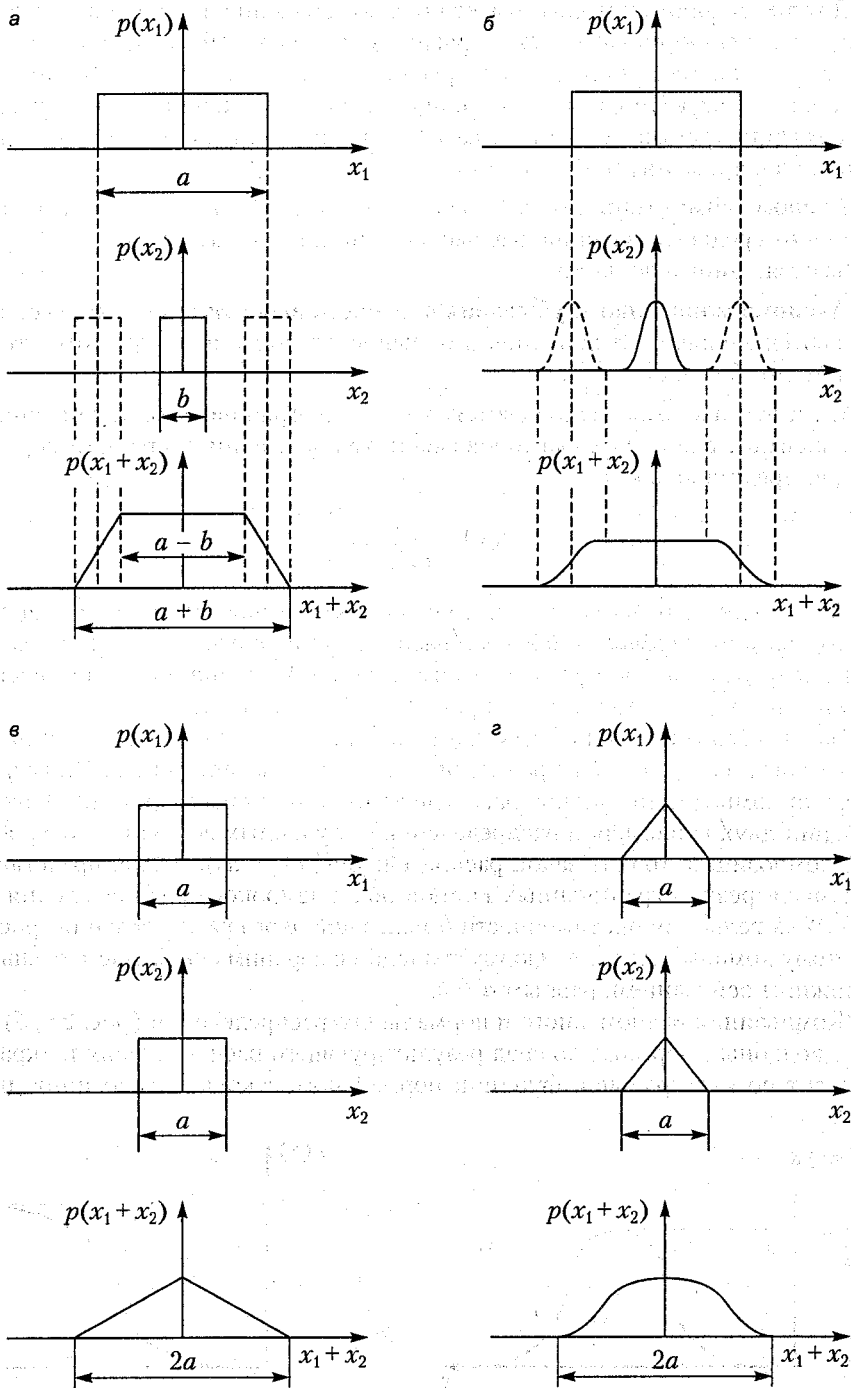 а
p(x₁)
x₁
a
p(x₂)
x₂
b
p(x₁ + x₂)
a − b
x₁ + x₂
a + b
б
p(x₁)
x₁
p(x₂)
x₂
p(x₁ + x₂)
x₁ + x₂
в
p(x₁)
x₁
a
p(x₂)
x₂
a
p(x₁ + x₂)
x₁ + x₂
2a
г
p(x₁)
x₁
a
p(x₂)
x₂
a
p(x₁ + x₂)
x₁ + x₂
2a